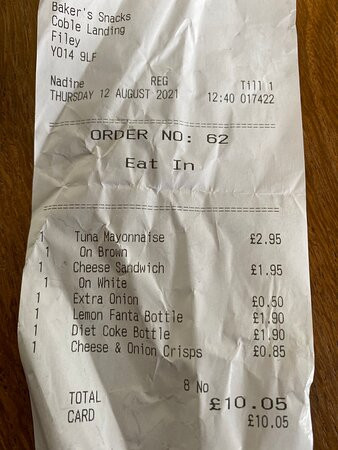 Baker's Snacks
Coble Landing
Filey
YO14 9LF
Nadine REG Till 1
THURSDAY 12 AUGUST 2021 12:40 017422
ORDER NO: 62
Eat In
1 Tuna Mayonnaise £2.95
1 On Brown
1 Cheese Sandwich £1.95
1 On White
1 Extra Onion £0.50
1 Lemon Fanta Bottle £1.90
1 Diet Coke Bottle £1.90
1 Cheese & Onion Crisps £0.85
8 No
TOTAL £10.05
CARD £10.05